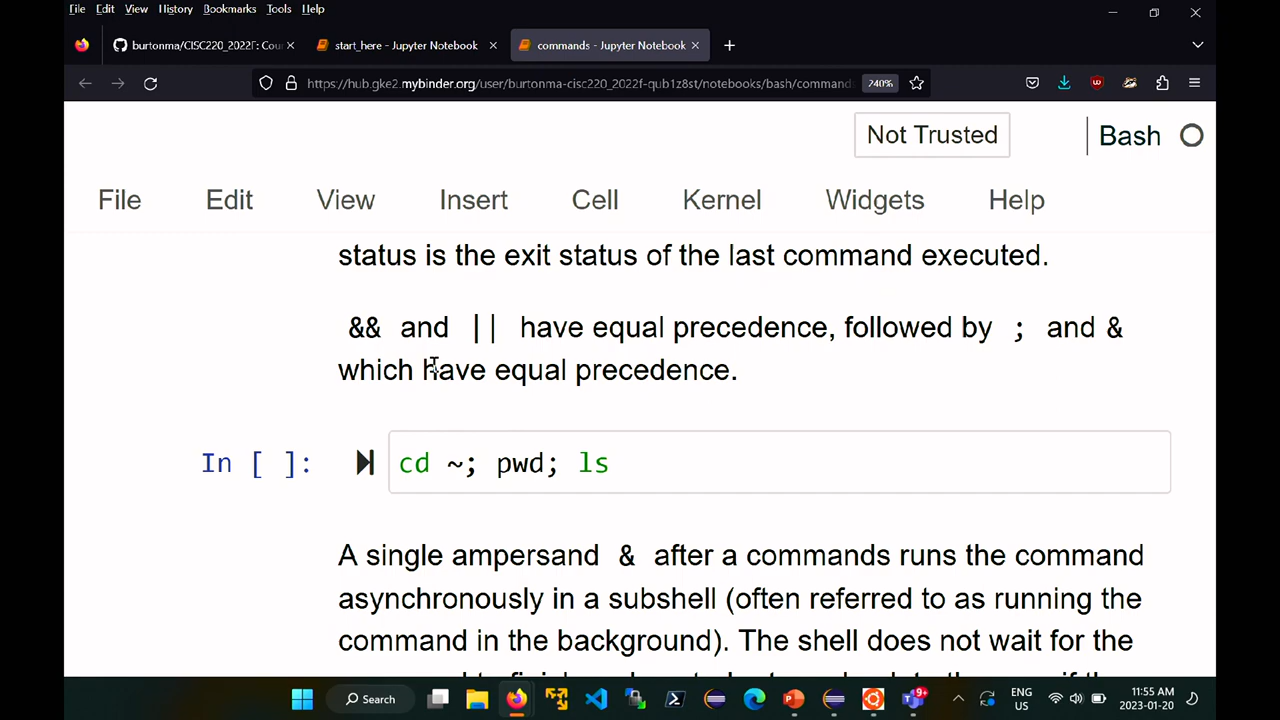 File Edit View History Bookmarks Tools Help
burtonma/CISC220_2022F: Cou
start_here - Jupyter Notebook
commands - Jupyter Notebook
https://hub.gke2.mybinder.org/user/burtonma-cisc220_2022f-qub1z8st/notebooks/bash/command
240%
Not Trusted
Bash
File Edit View Insert Cell Kernel Widgets Help
status is the exit status of the last command executed.
&& and || have equal precedence, followed by ; and &
which have equal precedence.
In [ ]:
cd ~; pwd; ls
A single ampersand & after a commands runs the command
asynchronously in a subshell (often referred to as running the
command in the background). The shell does not wait for the
Search
9+
ENG
US
11:55 AM
2023-01-20